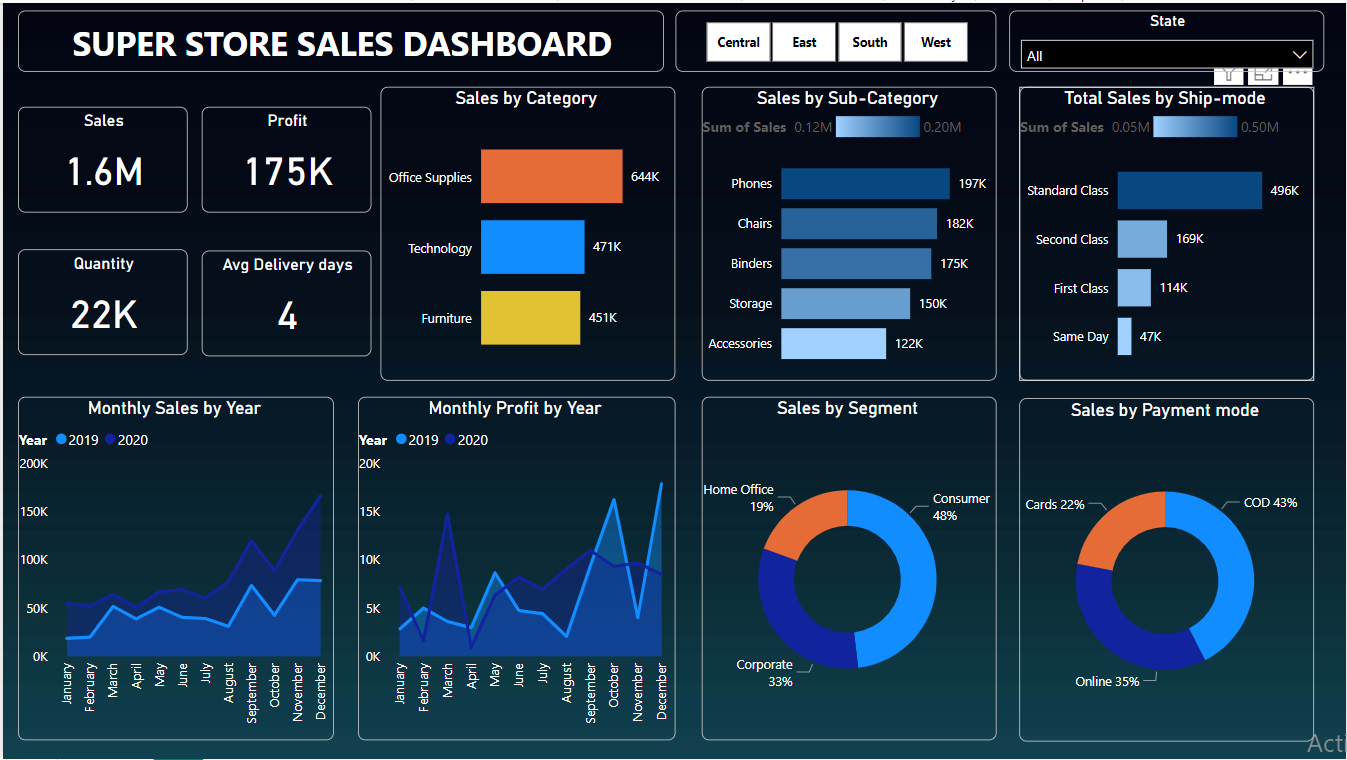 SUPER STORE SALES DASHBOARD
Central
East
South
West
State
All
Sales
1.6M
Profit
175K
Quantity
22K
Avg Delivery days
4
Sales by Category
Office Supplies
644K
Technology
471K
Furniture
451K
Sales by Sub-Category
Sum of Sales 0.12M 0.20M
Phones
197K
Chairs
182K
Binders
175K
Storage
150K
Accessories
122K
Total Sales by Ship-mode
Sum of Sales 0.05M 0.50M
Standard Class
496K
Second Class
169K
First Class
114K
Same Day
47K
Monthly Sales by Year
Year 2019 2020
200K
150K
100K
50K
0K
January
February
March
April
May
June
July
August
September
October
November
December
Monthly Profit by Year
Year 2019 2020
20K
15K
10K
5K
0K
January
February
March
April
May
June
July
August
September
October
November
December
Sales by Segment
Home Office
19%
Consumer
48%
Corporate
33%
Sales by Payment mode
Cards 22%
COD 43%
Online 35%
Acti